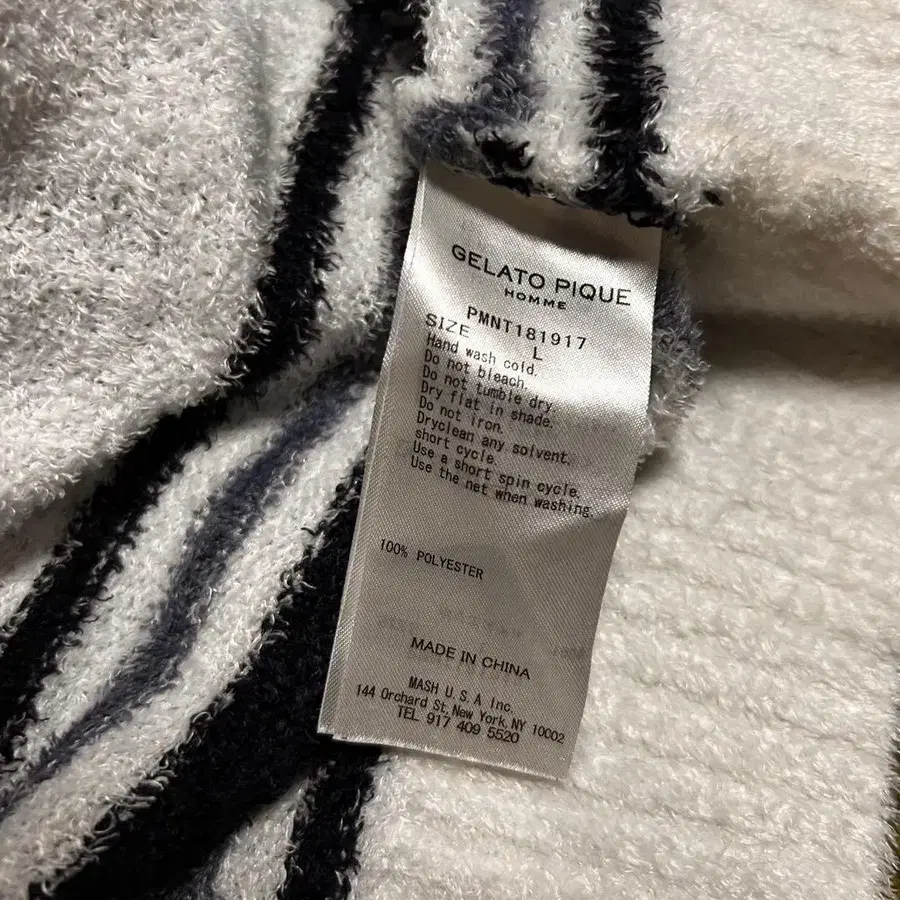 GELATO PIQUE
HOMME
PMNT181917
SIZE L
Hand wash cold.
Do not bleach.
Do not tumble dry
Dry flat in shade.
Do not iron.
Dryclean any solvent.
short cycle.
Use a short spin cycle.
Use the net when washing.
100% POLYESTER
MADE IN CHINA
MASH U.S.A Inc.
144 Orchard St, New York, NY 10002
TEL 917 409 5520